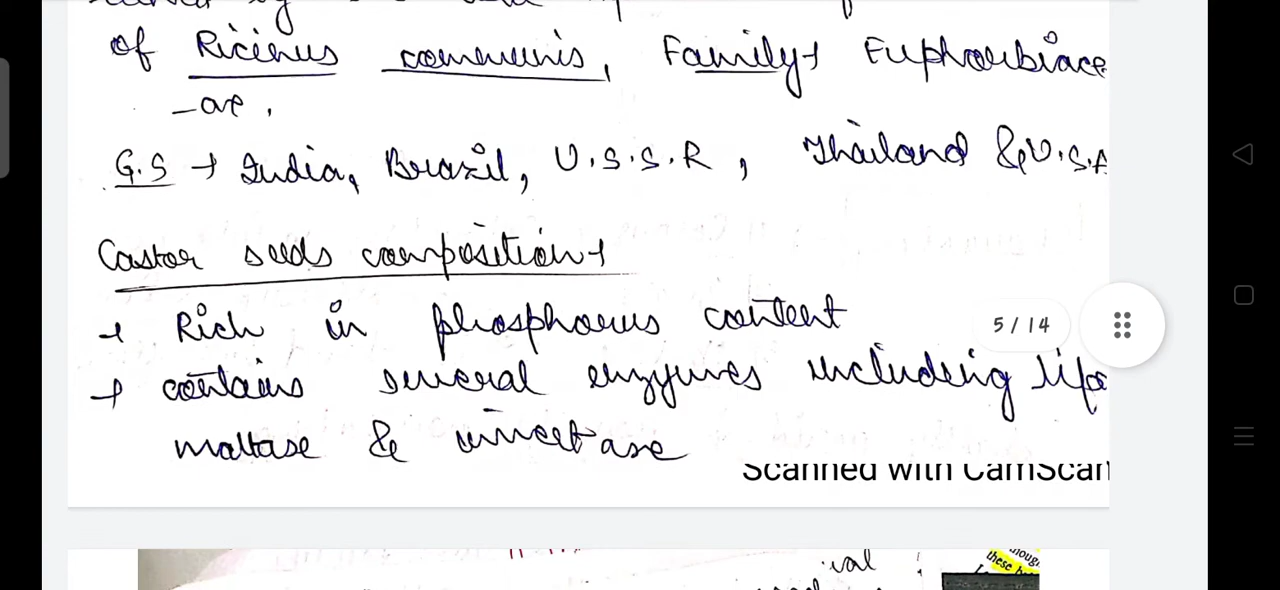 of Ricinus communis, Family → Euphorbiace
-ae.
G.S → India, Brazil, U.S.S.R, Thailand & U.S.A
Castor seeds composition →
→ Rich in phosphorus content
5 / 14
→ contains several enzymes including lipa
maltase & invertase
Scanned with CamScan
these